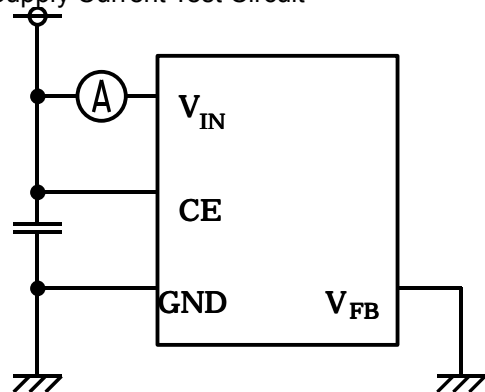 Supply Current Test Circuit
A
VIN
CE
GND
VFB